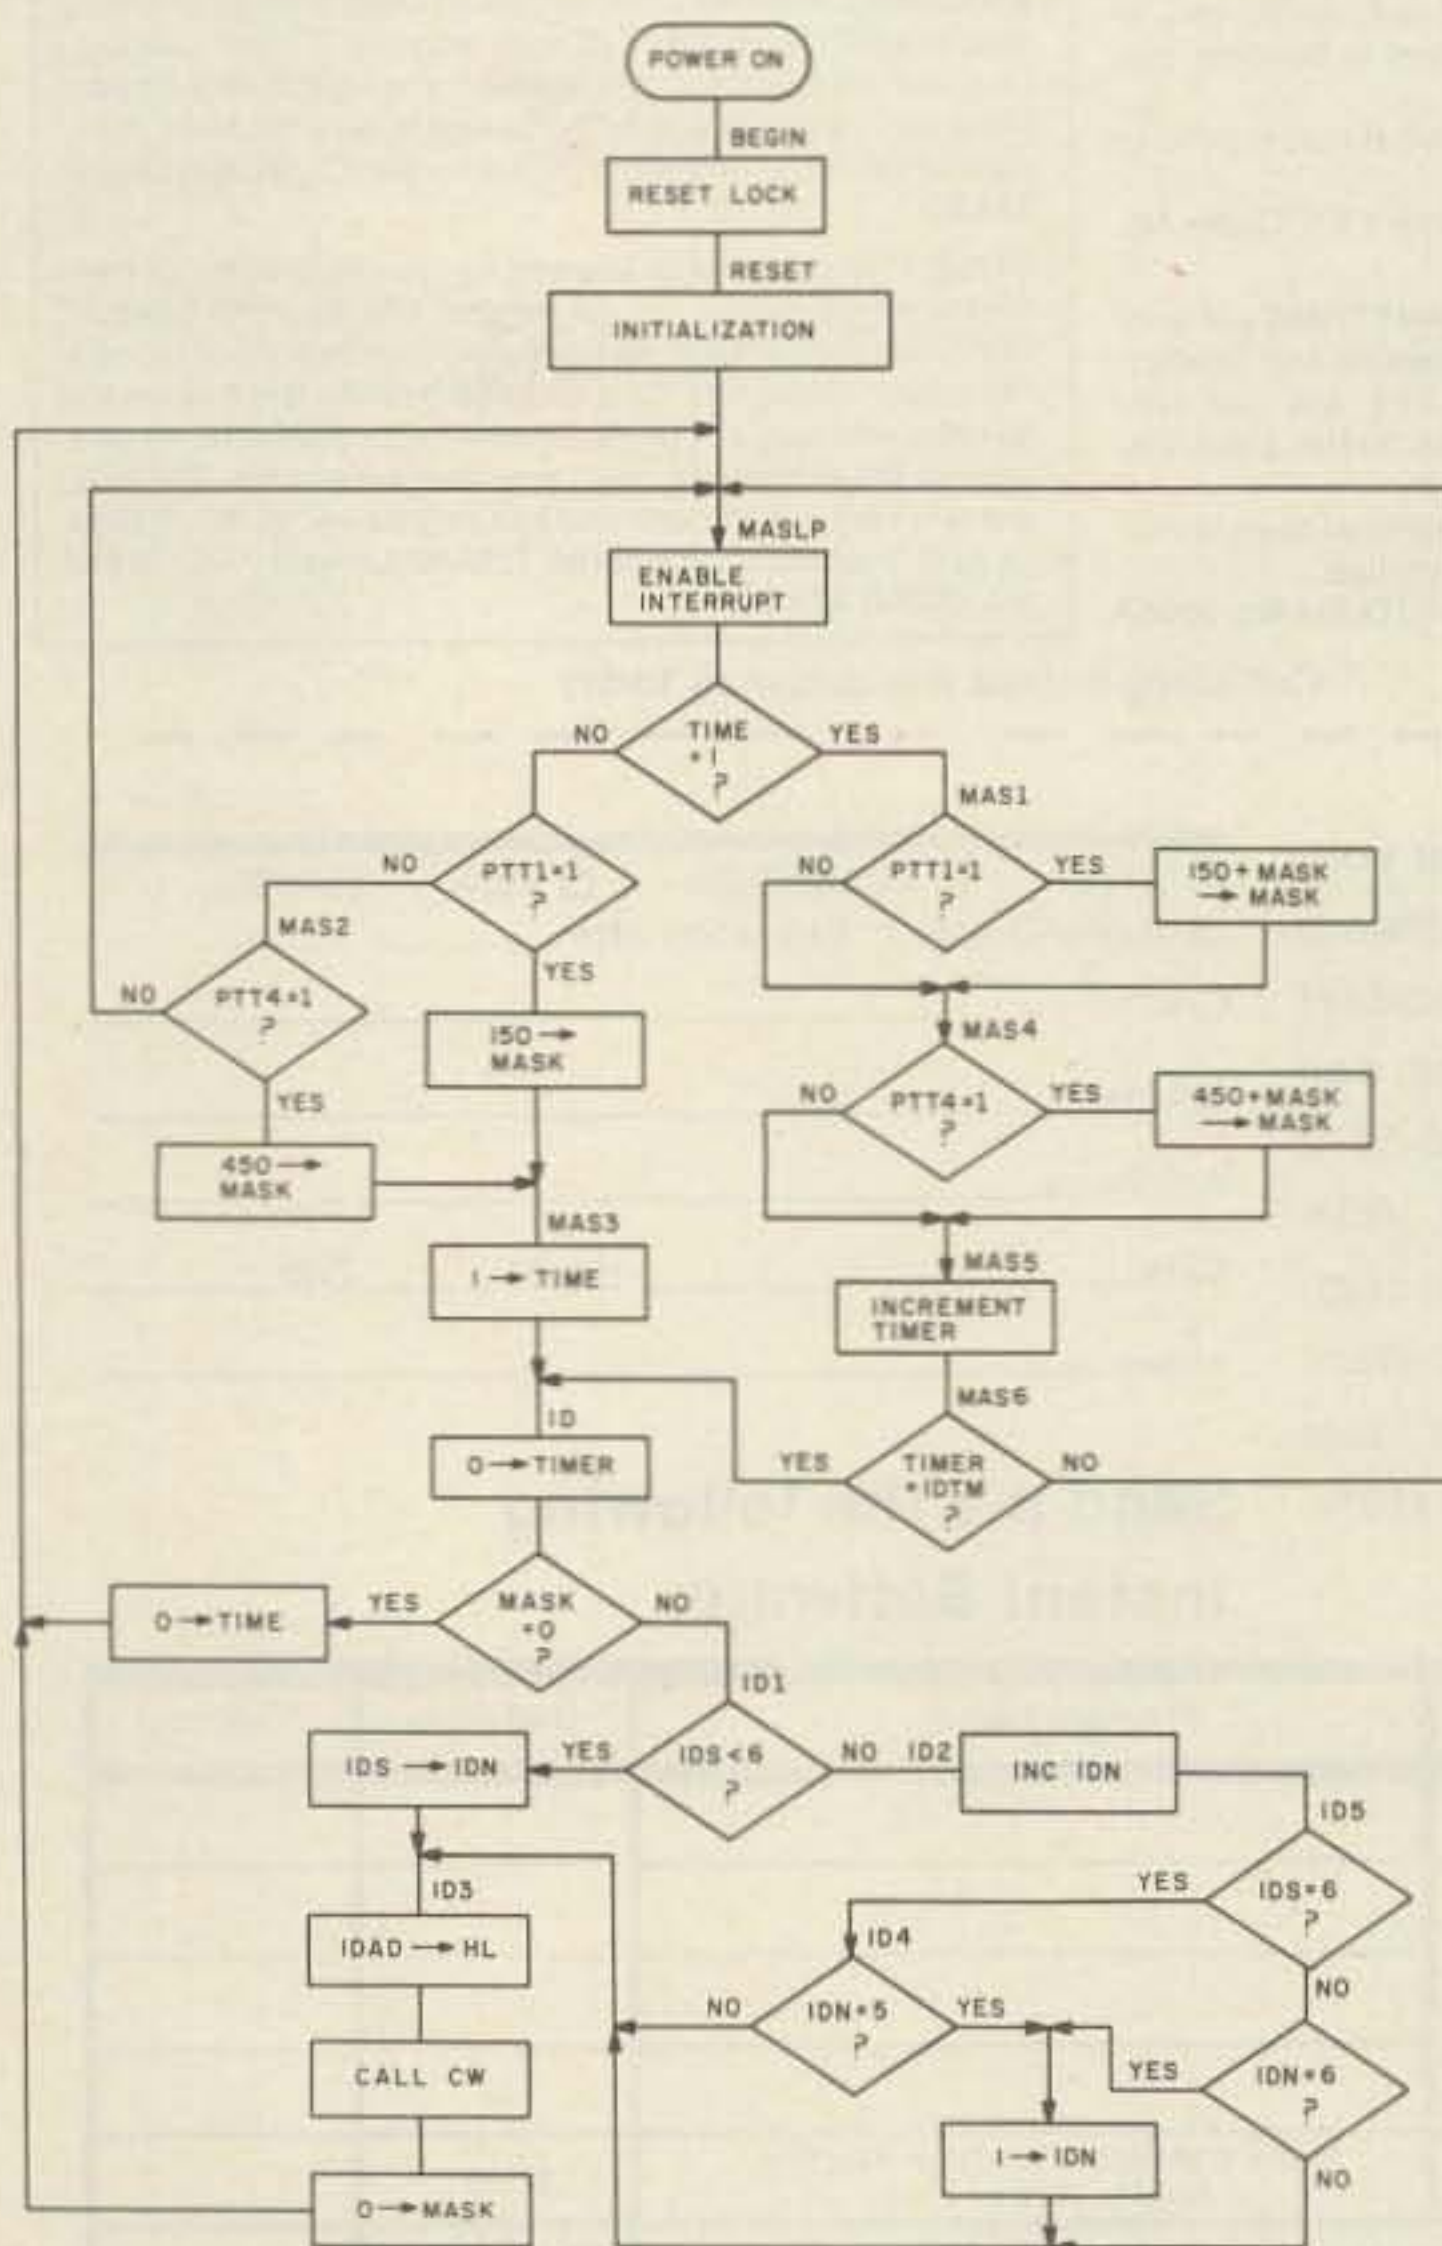 POWER ON
BEGIN
RESET LOCK
RESET
INITIALIZATION
MASLP
ENABLE
INTERRUPT
NO
TIME
=1
?
YES
MAS1
NO
PTT1=1
?
YES
NO
PTT1=1
?
YES
150+MASK
→ MASK
MAS2
NO
PTT4=1
?
YES
150→
MASK
MAS4
NO
PTT4=1
?
YES
450+MASK
→ MASK
YES
450→
MASK
MAS3
1→TIME
MAS5
INCREMENT
TIMER
MAS6
ID
0→TIMER
YES
TIMER
=IDTM
?
NO
0→TIME
YES
MASK
=0
?
NO
ID1
IDS→IDN
YES
IDS<6
?
NO ID2
INC IDN
ID5
ID3
YES
IDS=6
?
IDAD→HL
ID4
NO
NO
IDN=5
?
YES
CALL CW
YES
IDN=6
?
1→IDN
NO
0→MASK